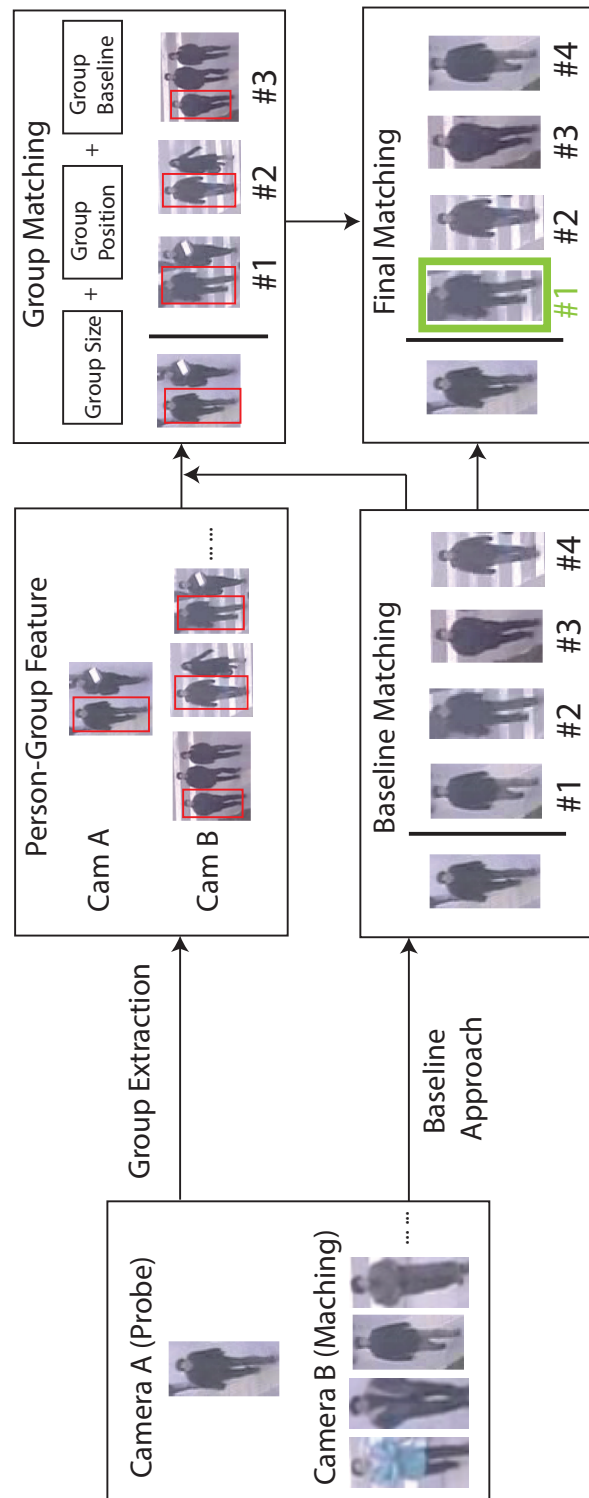 Camera A (Probe)
Camera B (Maching)
... ...
Group Extraction
Baseline
Approach
Person-Group Feature
Cam A
Cam B
... ...
Baseline Matching
#1 #2 #3 #4
Group Matching
Group Size + Group Position + Group Baseline
#1 #2 #3
Final Matching
#1 #2 #3 #4